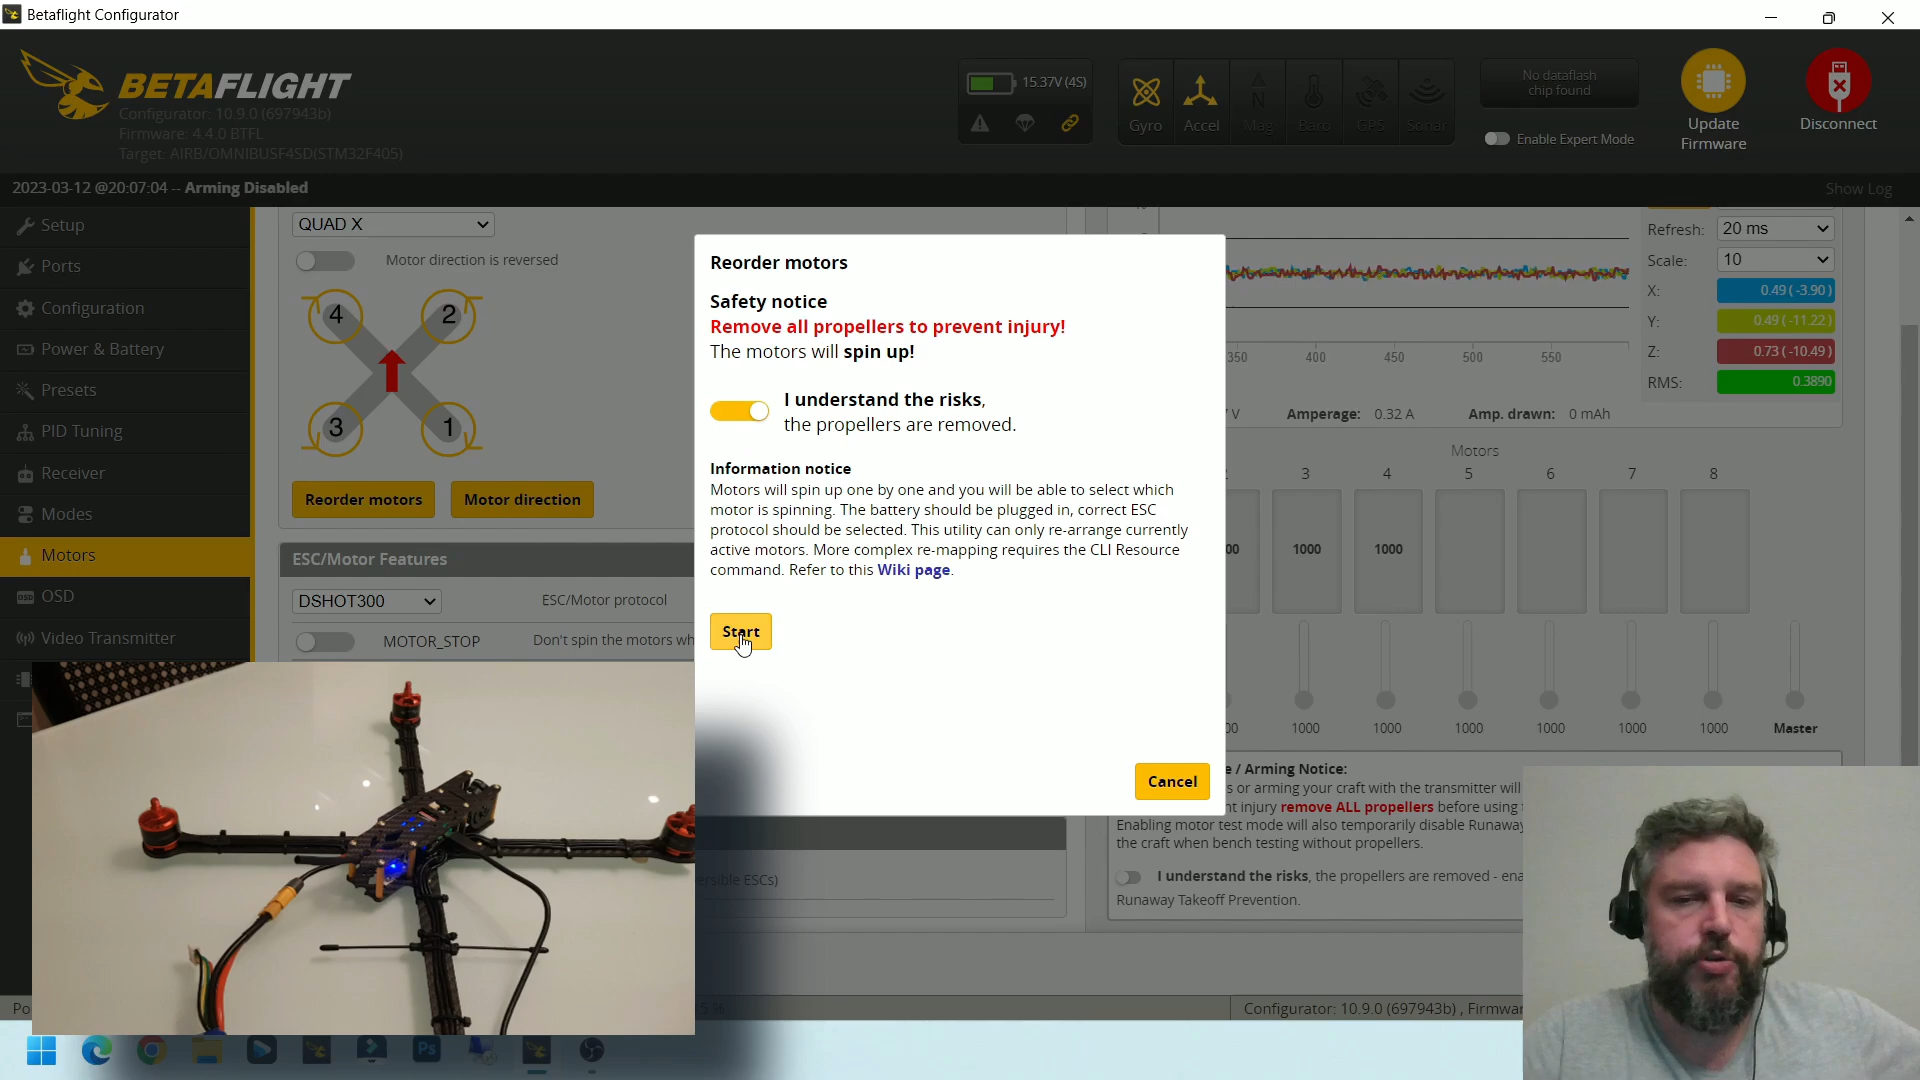 Betaflight Configurator
BETAFLIGHT
Configurator: 10.9.0 (697943b)
Firmware: 4.4.0 BTFL
Target: AIRB/OMNIBUSF4SD(STM32F405)
15.37V (4S)
Gyro
Accel
Mag
Baro
GPS
Sonar
No dataflash
chip found
Enable Expert Mode
Update
Firmware
Disconnect
2023-03-12 @20:07:04 -- Arming Disabled
Show Log
Setup
Ports
Configuration
Power & Battery
Presets
PID Tuning
Receiver
Modes
Motors
OSD
Video Transmitter
QUAD X
Motor direction is reversed
4
2
3
1
Reorder motors
Motor direction
ESC/Motor Features
DSHOT300
ESC/Motor protocol
MOTOR_STOP
Don't spin the motors wh
Reorder motors
Safety notice
Remove all propellers to prevent injury!
The motors will spin up!
I understand the risks,
the propellers are removed.
Information notice
Motors will spin up one by one and you will be able to select which
motor is spinning. The battery should be plugged in, correct ESC
protocol should be selected. This utility can only re-arrange currently
active motors. More complex re-mapping requires the CLI Resource
command. Refer to this Wiki page.
Start
Cancel
Refresh: 20 ms
Scale: 10
X: 0.49 (-3.90)
Y: 0.49 (-11.22)
Z: 0.73 (-10.49)
RMS: 0.3890
350 400 450 500 550
V Amperage: 0.32 A Amp. drawn: 0 mAh
Motors
3 4 5 6 7 8
00 1000 1000
00 1000 1000 1000 1000 1000 1000 Master
e / Arming Notice:
s or arming your craft with the transmitter will
nt injury remove ALL propellers before using
Enabling motor test mode will also temporarily disable Runaway
the craft when bench testing without propellers.
I understand the risks, the propellers are removed - ena
Runaway Takeoff Prevention.
ersible ESCs)
Po
5 %
Configurator: 10.9.0 (697943b) , Firmwar
Ps